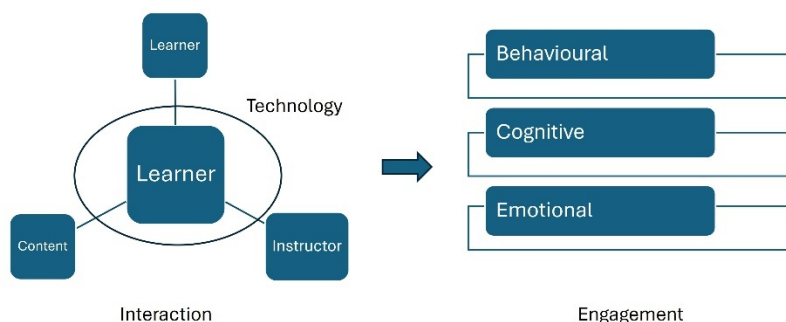 Learner
Technology
Learner
Content
Instructor
Interaction
Behavioural
Cognitive
Emotional
Engagement